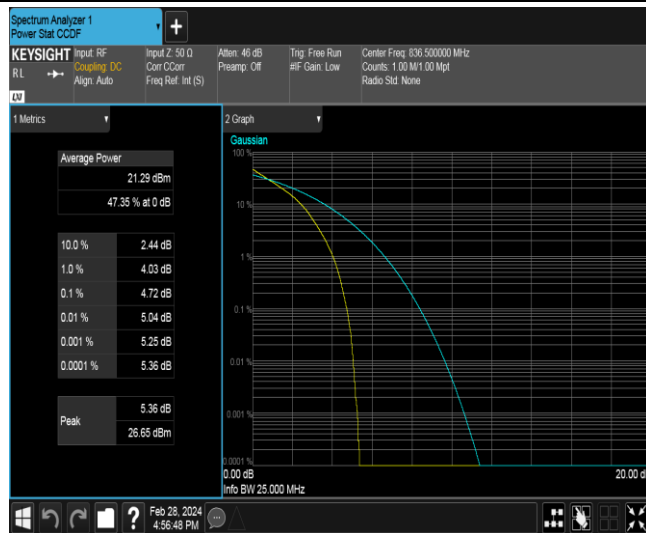 Spectrum Analyzer 1
Power Stat CCDF
KEYSIGHT
RL
Input: RF
Coupling: DC
Align: Auto
Input Z: 50 Ω
Corr CCorr
Freq Ref: Int (S)
Atten: 46 dB
Preamp: Off
Trig: Free Run
#IF Gain: Low
Center Freq: 836.500000 MHz
Counts: 1.00 M/1.00 Mpt
Radio Std: None
1 Metrics
Average Power
21.29 dBm
47.35 % at 0 dB
10.0 % 2.44 dB
1.0 % 4.03 dB
0.1 % 4.72 dB
0.01 % 5.04 dB
0.001 % 5.25 dB
0.0001 % 5.36 dB
Peak
5.36 dB
26.65 dBm
2 Graph
Gaussian
100 %
10 %
1 %
0.1 %
0.01 %
0.001 %
0.0001 %
0.00 dB
20.00 d
Info BW 25.000 MHz
?
Feb 28, 2024
4:56:48 PM